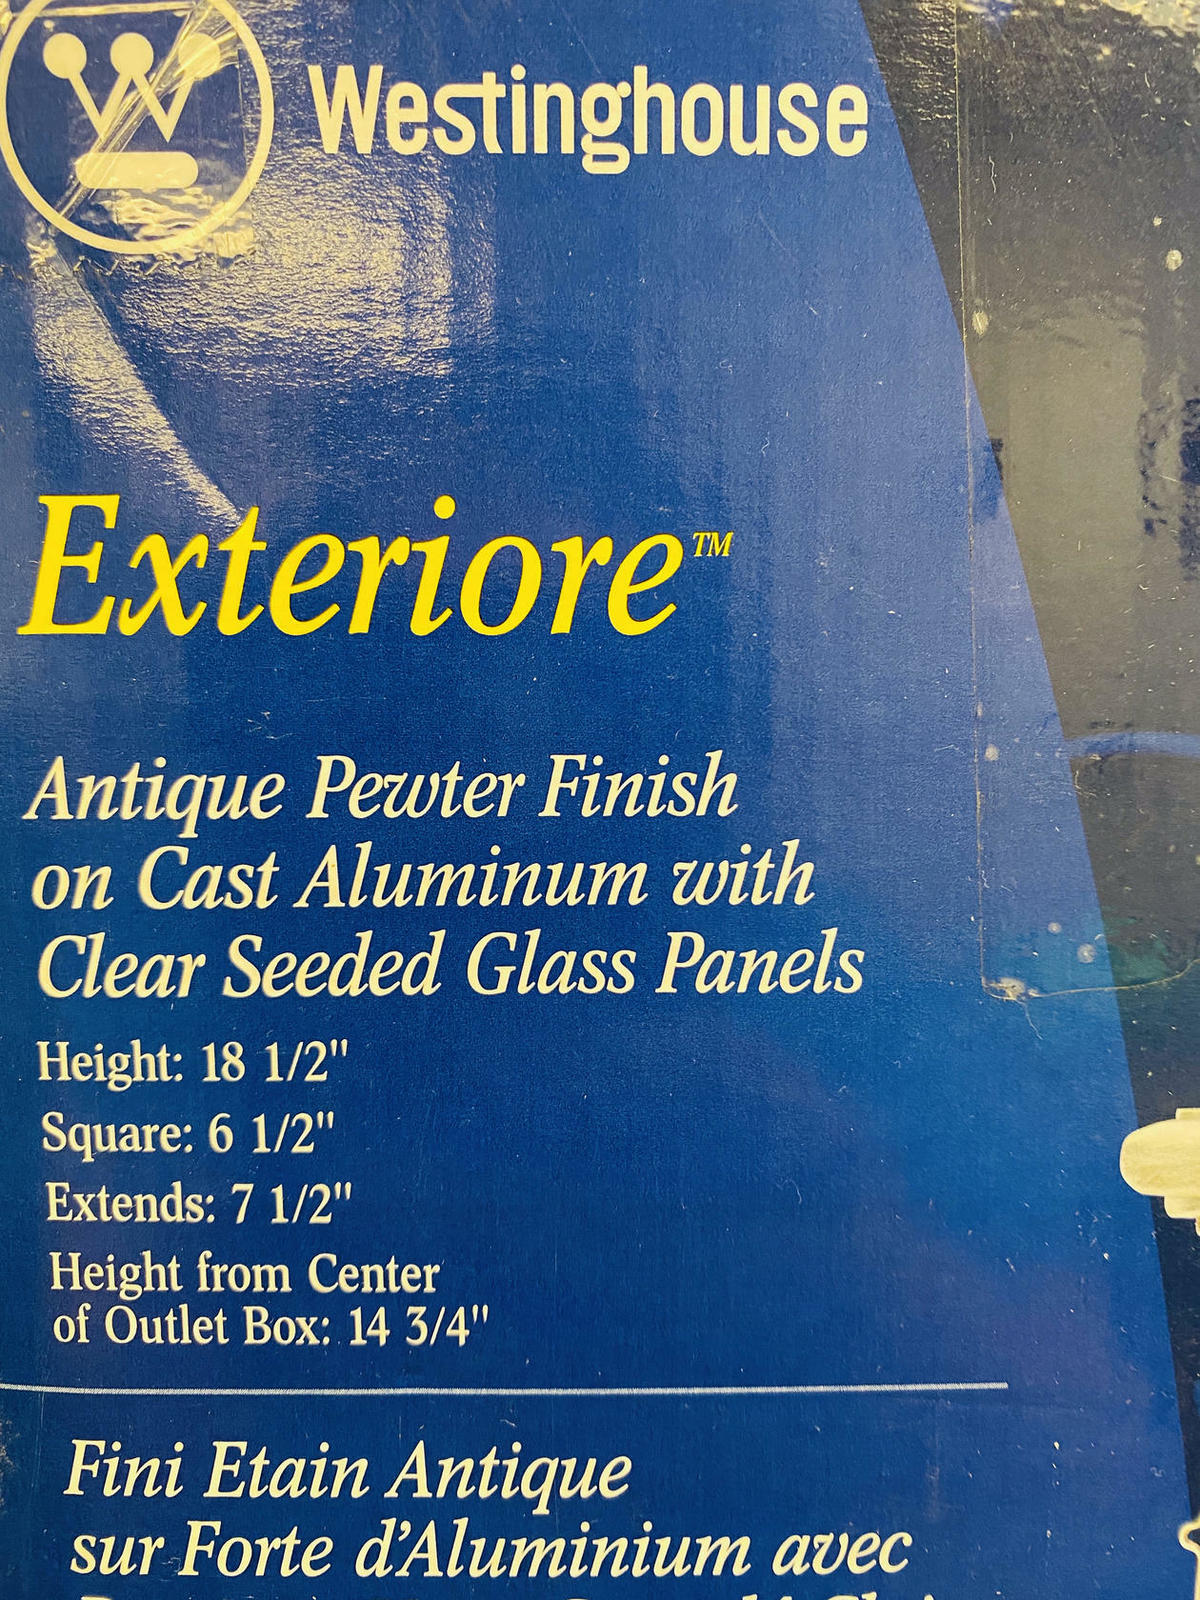 Westinghouse
Exteriore™
Antique Pewter Finish
on Cast Aluminum with
Clear Seeded Glass Panels
Height: 18 1/2"
Square: 6 1/2"
Extends: 7 1/2"
Height from Center
of Outlet Box: 14 3/4"
Fini Etain Antique
sur Forte d'Aluminium avec